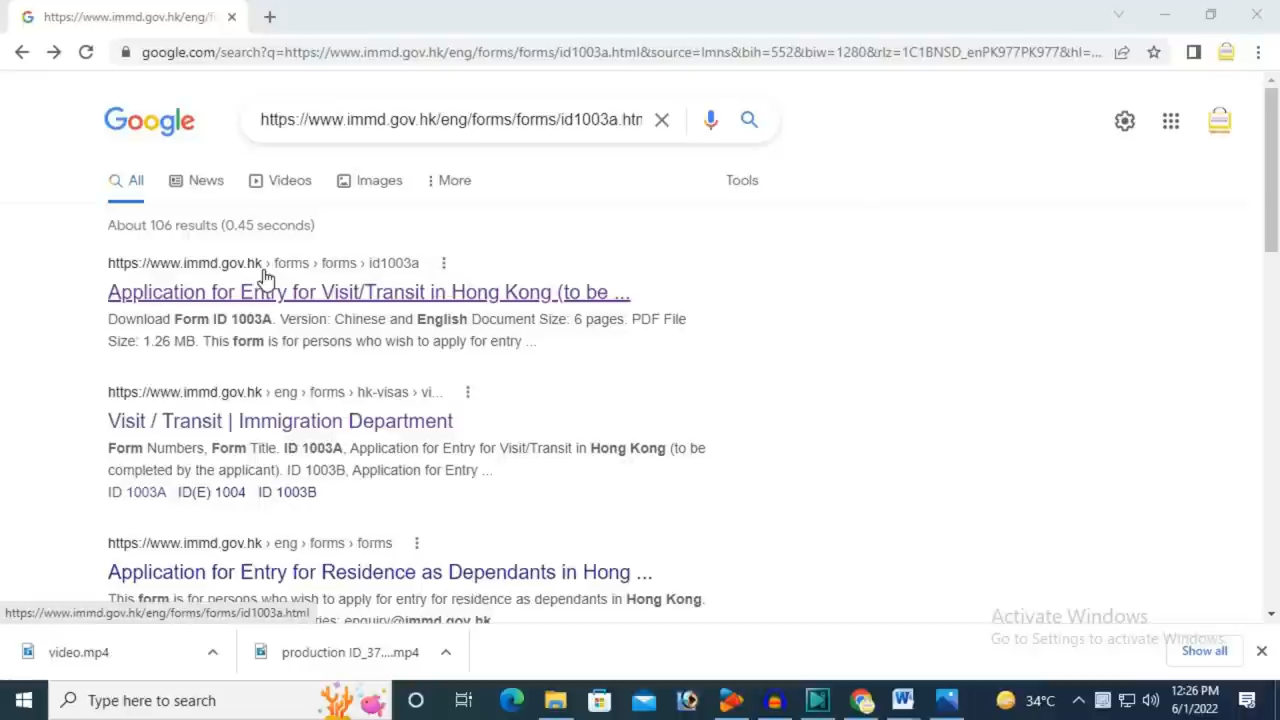 https://www.immd.gov.hk/eng/f
google.com/search?q=https://www.immd.gov.hk/eng/forms/forms/id1003a.html&source=lmns&bih=552&biw=1280&rlz=1C1BNSD_enPK977PK977&hl=...
Google
https://www.immd.gov.hk/eng/forms/forms/id1003a.htn
All News Videos Images More Tools
About 106 results (0.45 seconds)
https://www.immd.gov.hk › forms › forms › id1003a
Application for Entry for Visit/Transit in Hong Kong (to be ...
Download Form ID 1003A. Version: Chinese and English Document Size: 6 pages. PDF File
Size: 1.26 MB. This form is for persons who wish to apply for entry ...
https://www.immd.gov.hk › eng › forms › hk-visas › vi...
Visit / Transit | Immigration Department
Form Numbers, Form Title. ID 1003A, Application for Entry for Visit/Transit in Hong Kong (to be
completed by the applicant). ID 1003B, Application for Entry ...
ID 1003A ID(E) 1004 ID 1003B
https://www.immd.gov.hk › eng › forms › forms
Application for Entry for Residence as Dependants in Hong ...
This form is for persons who wish to apply for entry for residence as dependants in Hong Kong.
https://www.immd.gov.hk/eng/forms/forms/id1003a.html
ries: enquiry@immd.gov.hk
Activate Windows
Go to Settings to activate Windows.
video.mp4
production ID_37....mp4
Show all
Type here to search
34°C
12:26 PM
6/1/2022